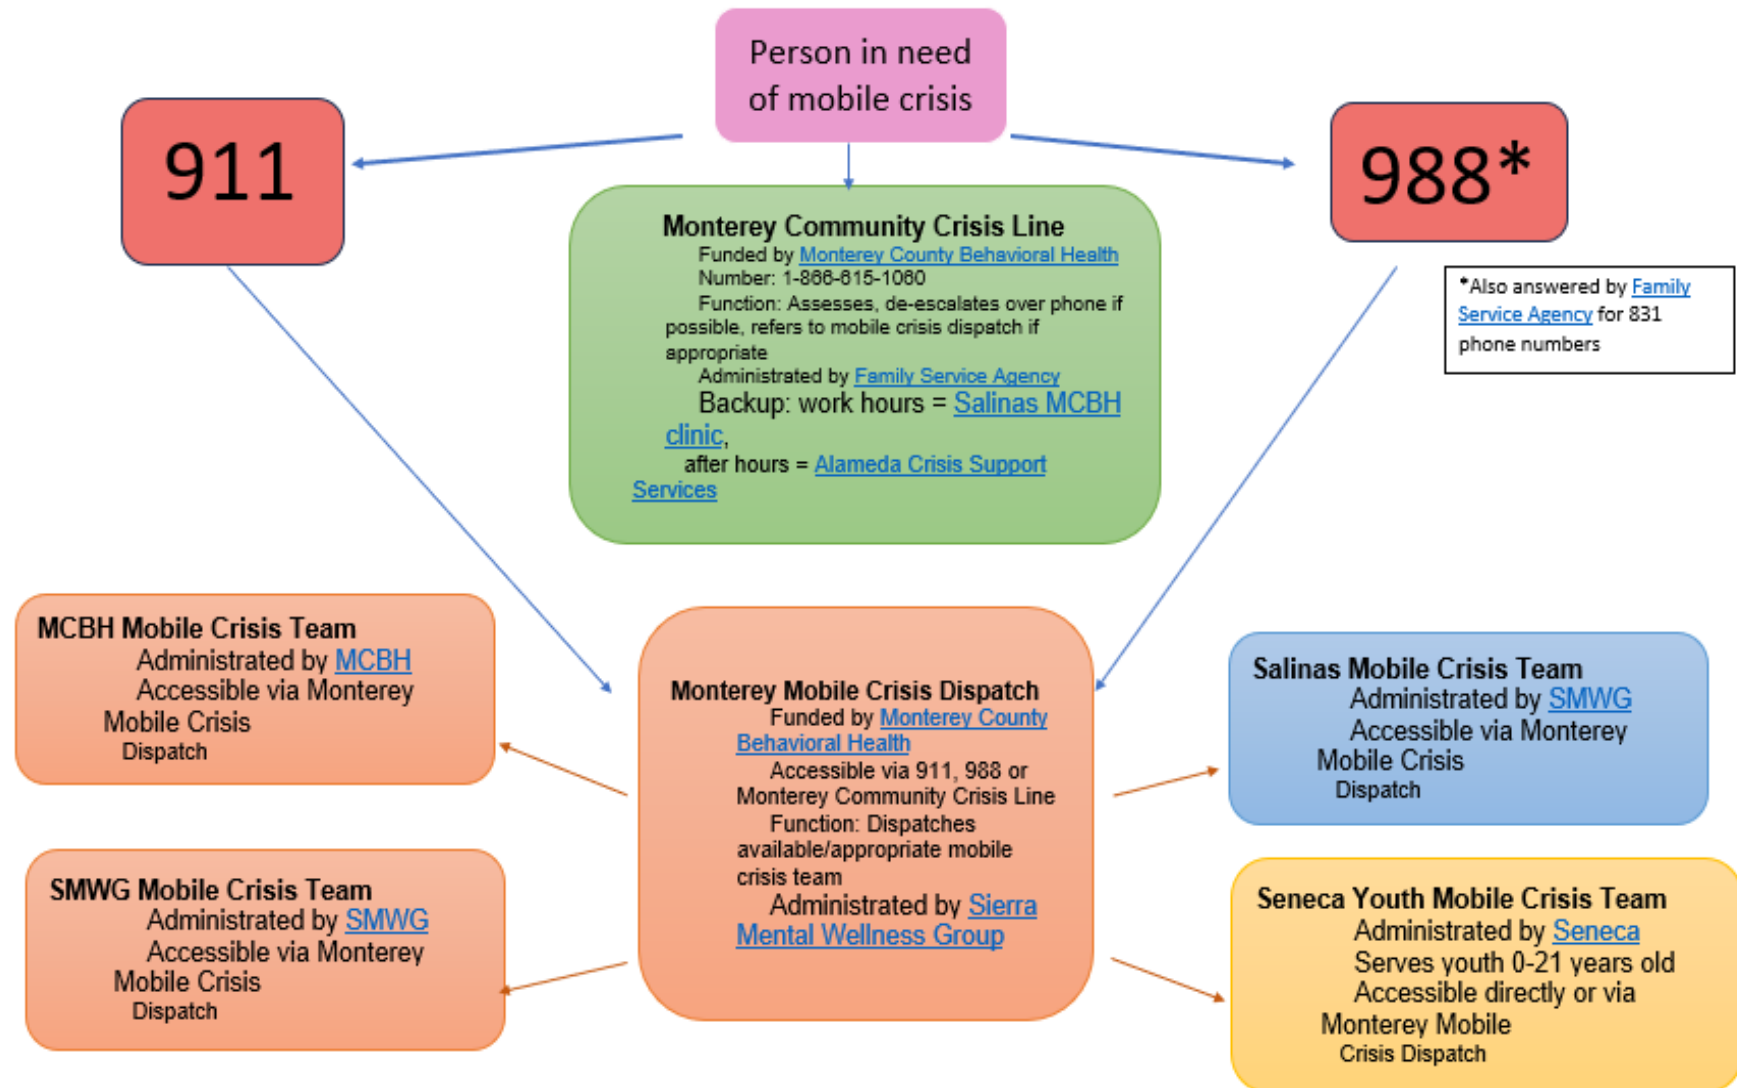 Person in need
of mobile crisis
911
988*
Monterey Community Crisis Line
Funded by Monterey County Behavioral Health
Number: 1-866-615-1060
Function: Assesses, de-escalates over phone if
possible, refers to mobile crisis dispatch if
appropriate
Administrated by Family Service Agency
Backup: work hours = Salinas MCBH
clinic,
after hours = Alameda Crisis Support
Services
*Also answered by Family
Service Agency for 831
phone numbers
MCBH Mobile Crisis Team
Administrated by MCBH
Accessible via Monterey
Mobile Crisis
Dispatch
Monterey Mobile Crisis Dispatch
Funded by Monterey County
Behavioral Health
Accessible via 911, 988 or
Monterey Community Crisis Line
Function: Dispatches
available/appropriate mobile
crisis team
Administrated by Sierra
Mental Wellness Group
Salinas Mobile Crisis Team
Administrated by SMWG
Accessible via Monterey
Mobile Crisis
Dispatch
SMWG Mobile Crisis Team
Administrated by SMWG
Accessible via Monterey
Mobile Crisis
Dispatch
Seneca Youth Mobile Crisis Team
Administrated by Seneca
Serves youth 0-21 years old
Accessible directly or via
Monterey Mobile
Crisis Dispatch